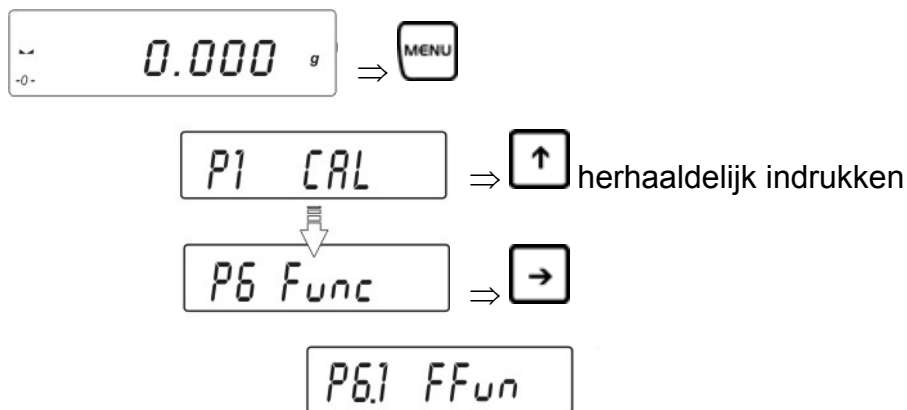 -0- 0.000 g ⇒ MENU
P1 CAL ⇒ ↑ herhaaldelijk indrukken
P6 Func ⇒ →
P6.1 FFun